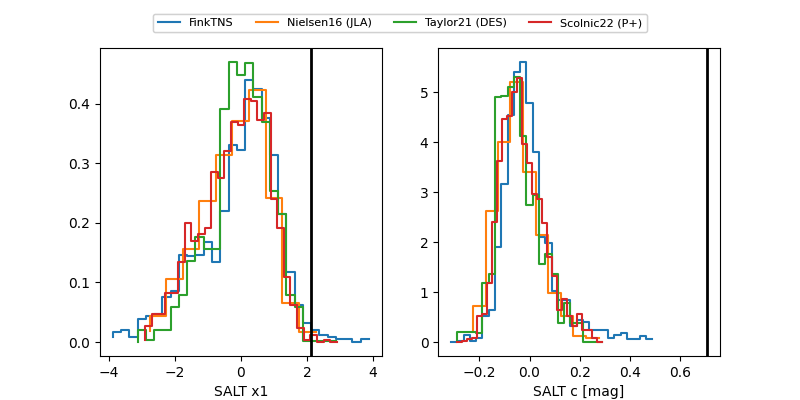 FinkTNS Nielsen16 (JLA) Taylor21 (DES) Scolnic22 (P+)
0.4
0.3
0.2
0.1
0.0
−4 −2 0 2 4
SALT x1
5
4
3
2
1
0
−0.2 0.0 0.2 0.4 0.6
SALT c [mag]